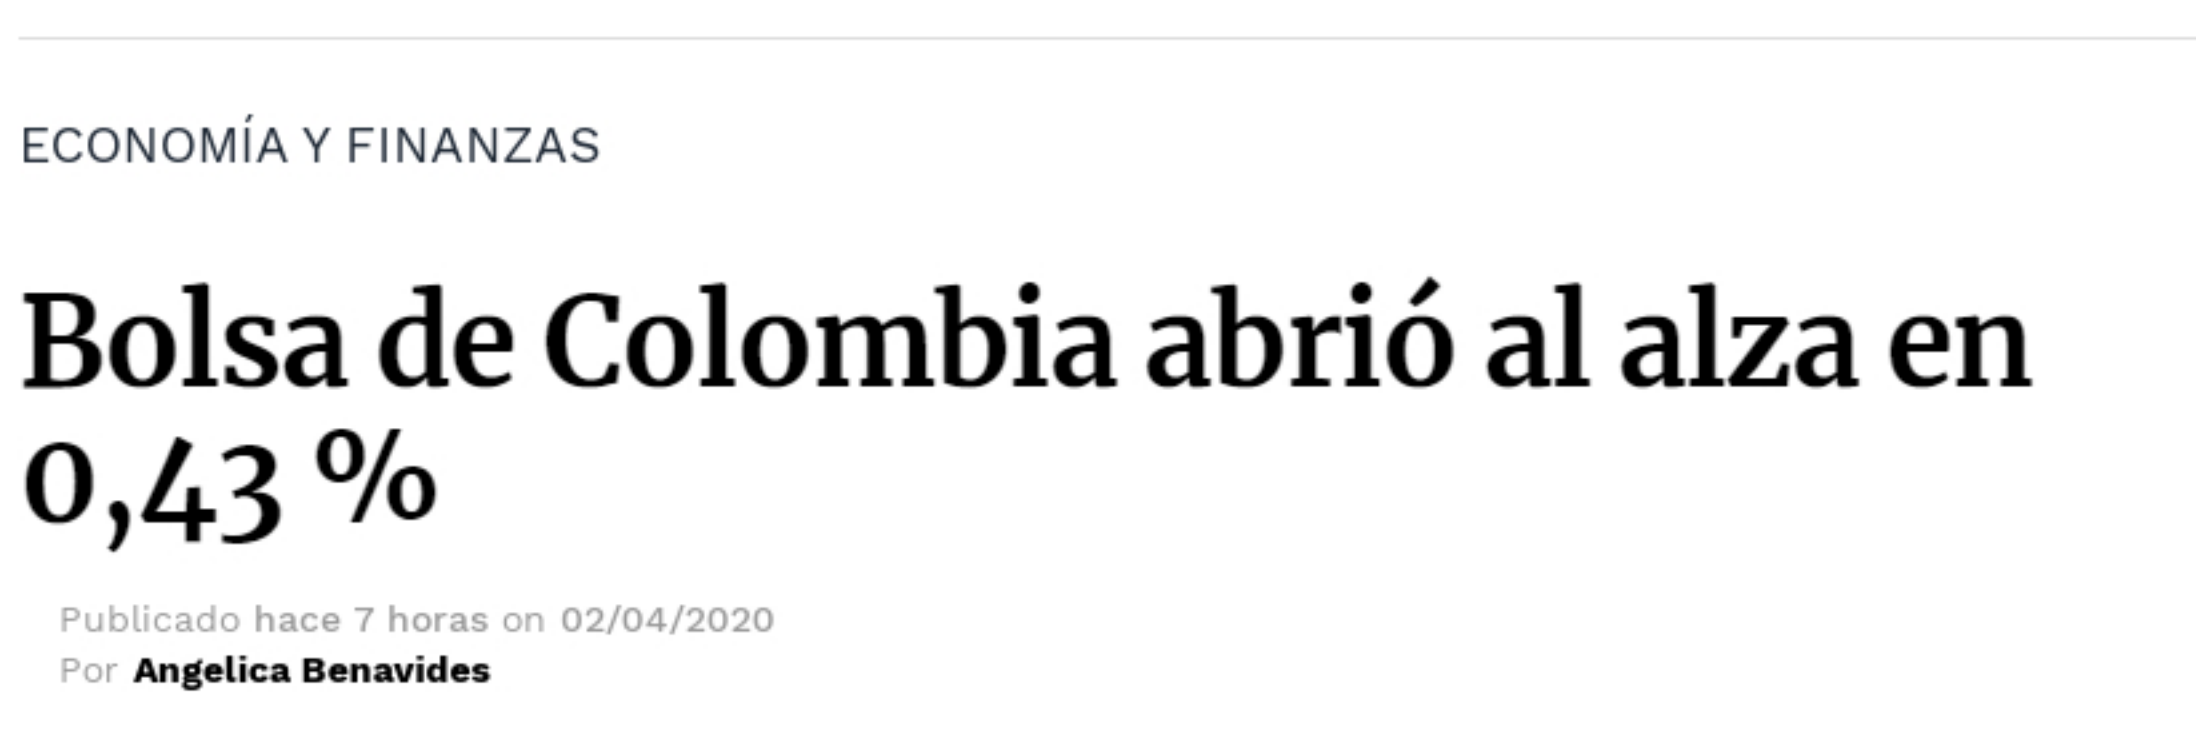 ECONOMÍA Y FINANZAS
Bolsa de Colombia abrió al alza en
0,43 %
Publicado hace 7 horas on 02/04/2020
Por Angelica Benavides